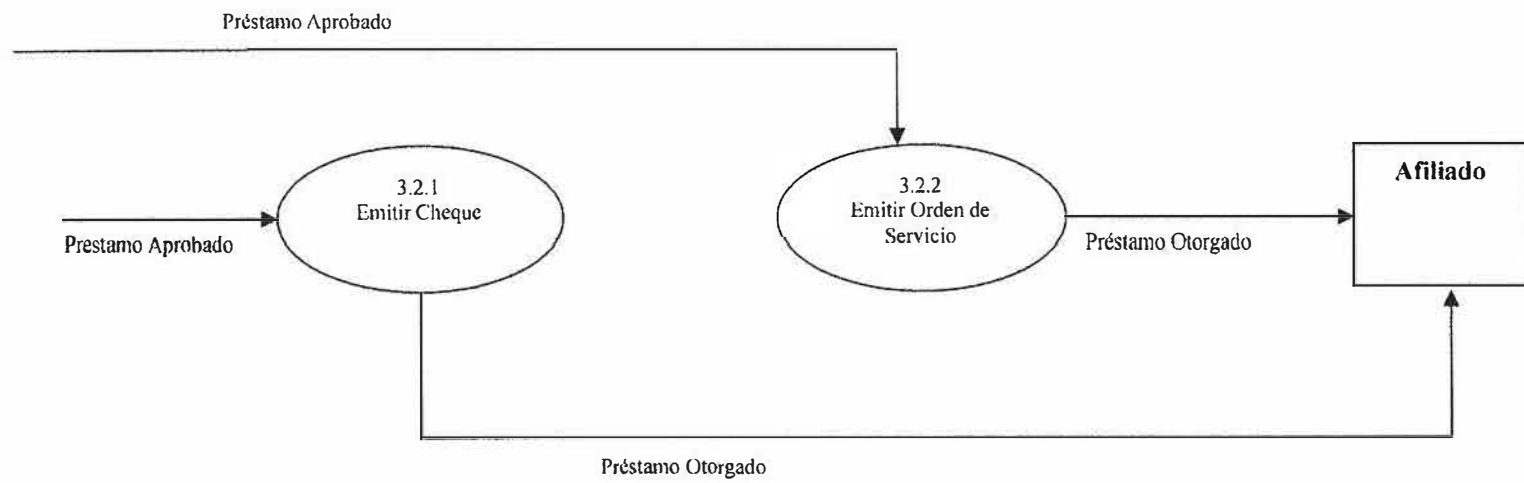 Préstamo Aprobado
3.2.1
Emitir Cheque
Prestamo Aprobado
3.2.2
Emitir Orden de
Servicio
Préstamo Otorgado
Afiliado
Préstamo Otorgado